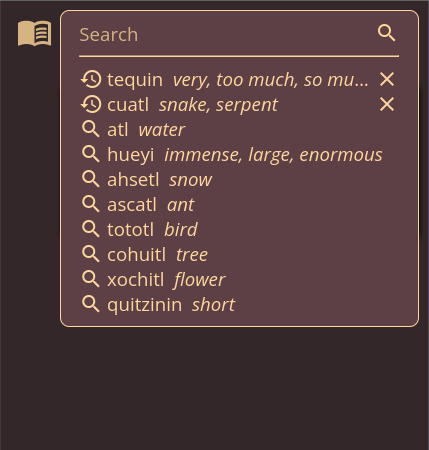 Search
tequin very, too much, so mu...
cuatl snake, serpent
atl water
hueyi immense, large, enormous
ahsetl snow
ascatl ant
tototl bird
cohuitl tree
xochitl flower
quitzinin short